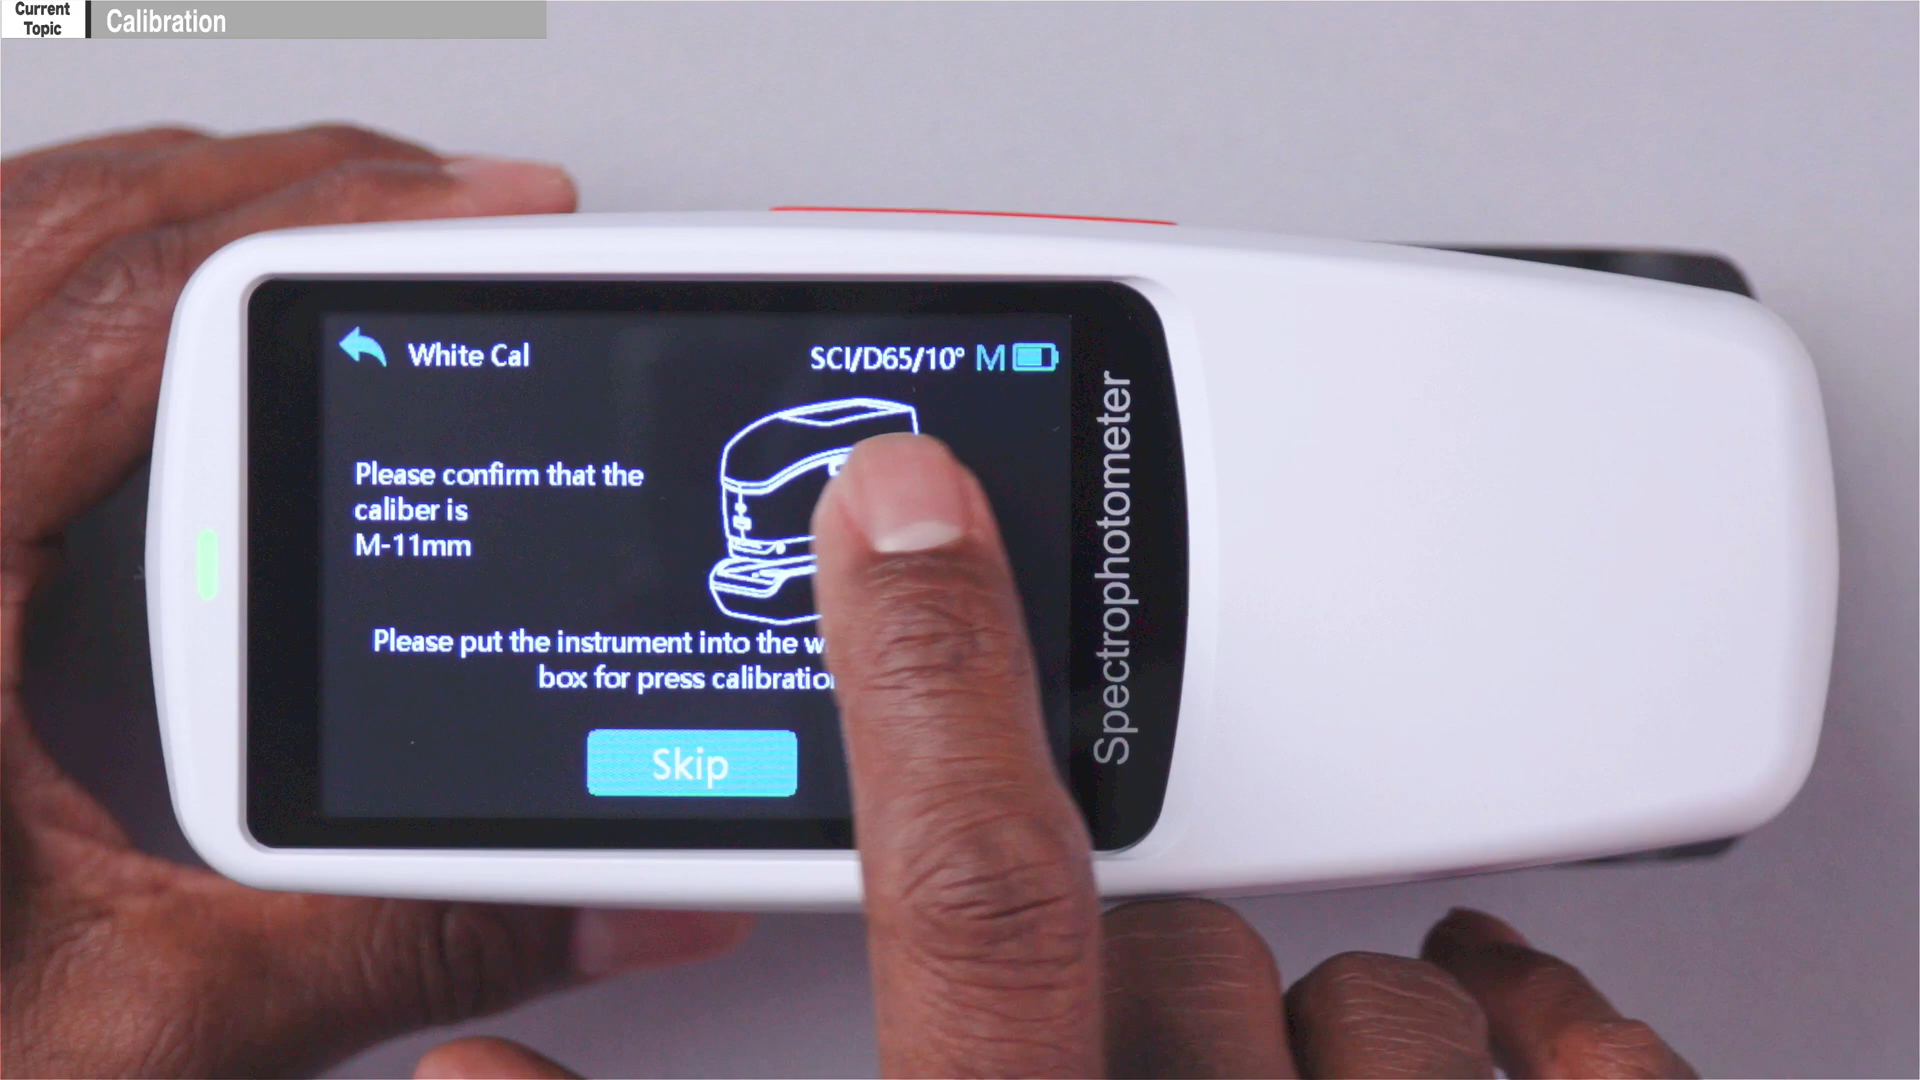 Current
Topic
Calibration
White Cal
SCI/D65/10° M
Please confirm that the
caliber is
M-11mm
Please put the instrument into the
box for press calibration
Skip
Spectrophotometer